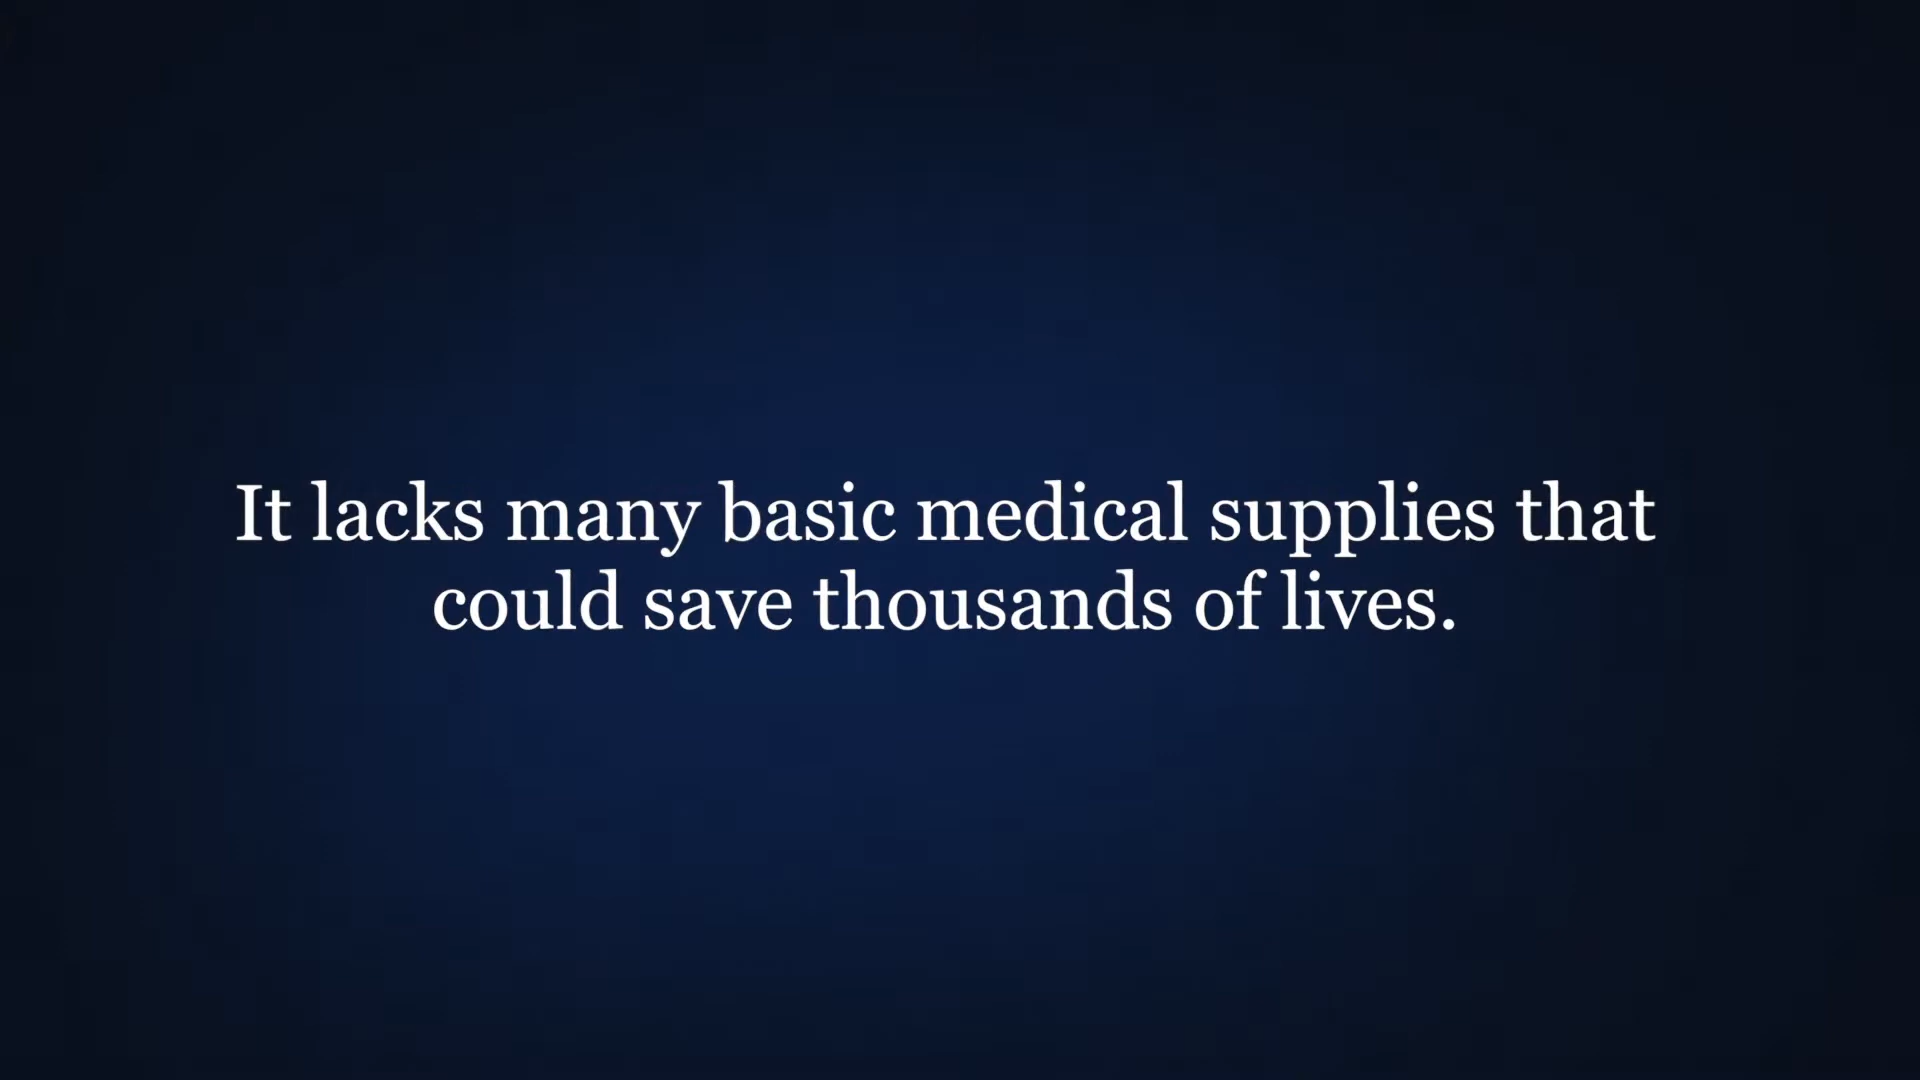 It lacks many basic medical supplies that
could save thousands of lives.